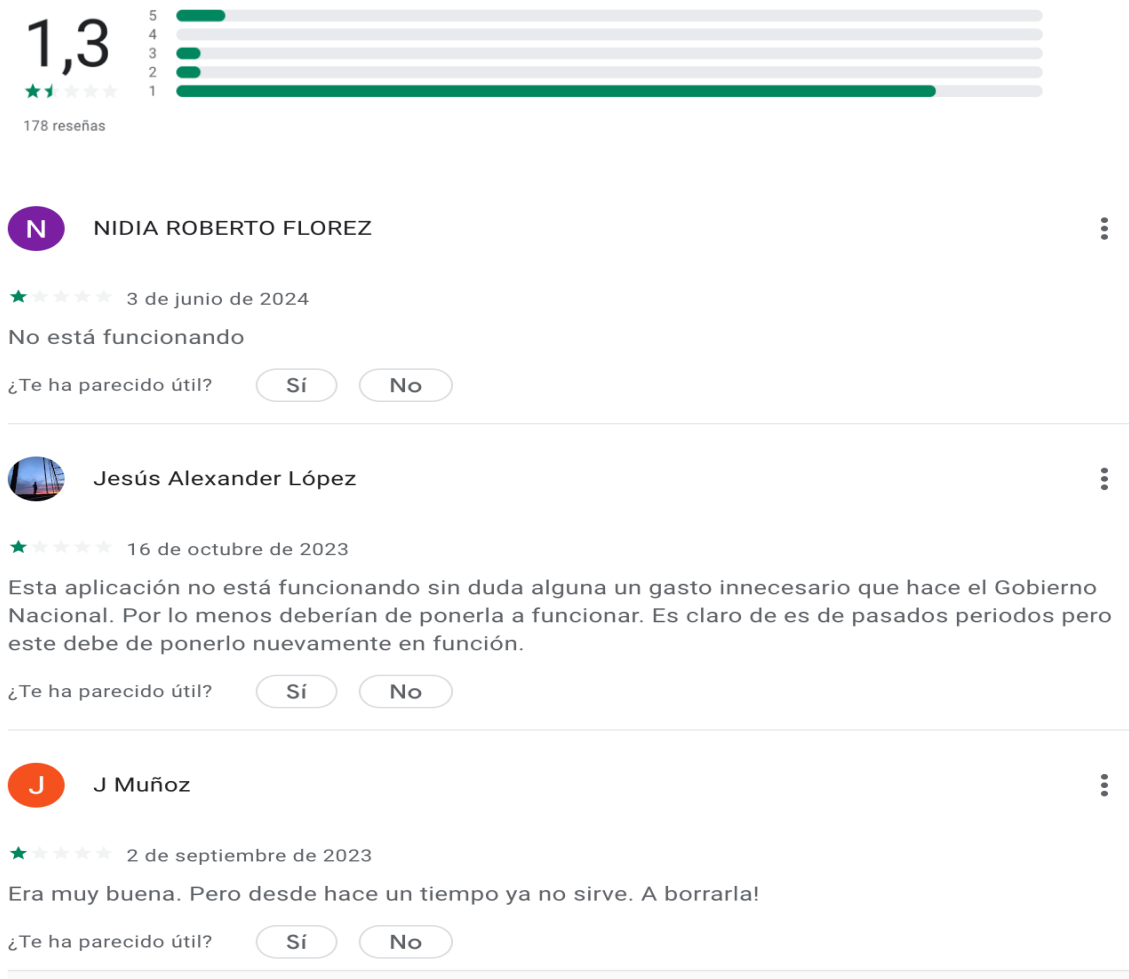 1,3
5
4
3
2
1
178 reseñas
N
NIDIA ROBERTO FLOREZ
3 de junio de 2024
No está funcionando
¿Te ha parecido útil? Sí No
Jesús Alexander López
16 de octubre de 2023
Esta aplicación no está funcionando sin duda alguna un gasto innecesario que hace el Gobierno
Nacional. Por lo menos deberían de ponerla a funcionar. Es claro de es de pasados periodos pero
este debe de ponerlo nuevamente en función.
¿Te ha parecido útil? Sí No
J
J Muñoz
2 de septiembre de 2023
Era muy buena. Pero desde hace un tiempo ya no sirve. A borrarla!
¿Te ha parecido útil? Sí No